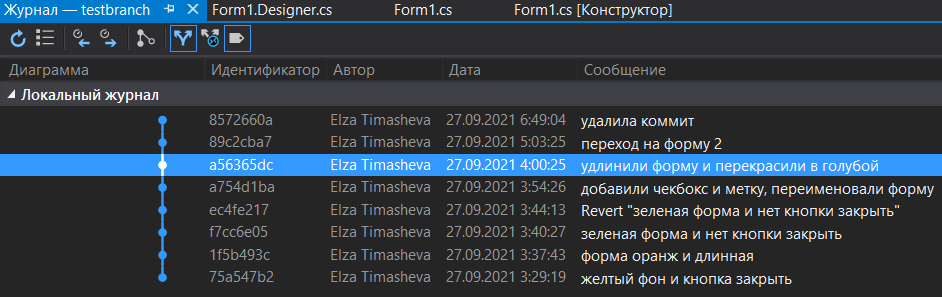 Журнал — testbranch Form1.Designer.cs Form1.cs Form1.cs [Конструктор]
Диаграмма Идентификатор Автор Дата Сообщение
Локальный журнал
8572660a Elza Timasheva 27.09.2021 6:49:04 удалила коммит
89c2cba7 Elza Timasheva 27.09.2021 5:03:25 переход на форму 2
a56365dc Elza Timasheva 27.09.2021 4:00:25 удлинили форму и перекрасили в голубой
a754d1ba Elza Timasheva 27.09.2021 3:54:26 добавили чекбокс и метку, переименовали форму
ec4fe217 Elza Timasheva 27.09.2021 3:44:13 Revert "зеленая форма и нет кнопки закрыть"
f7cc6e05 Elza Timasheva 27.09.2021 3:40:27 зеленая форма и нет кнопки закрыть
1f5b493c Elza Timasheva 27.09.2021 3:37:43 форма оранж и длинная
75a547b2 Elza Timasheva 27.09.2021 3:29:19 желтый фон и кнопка закрыть